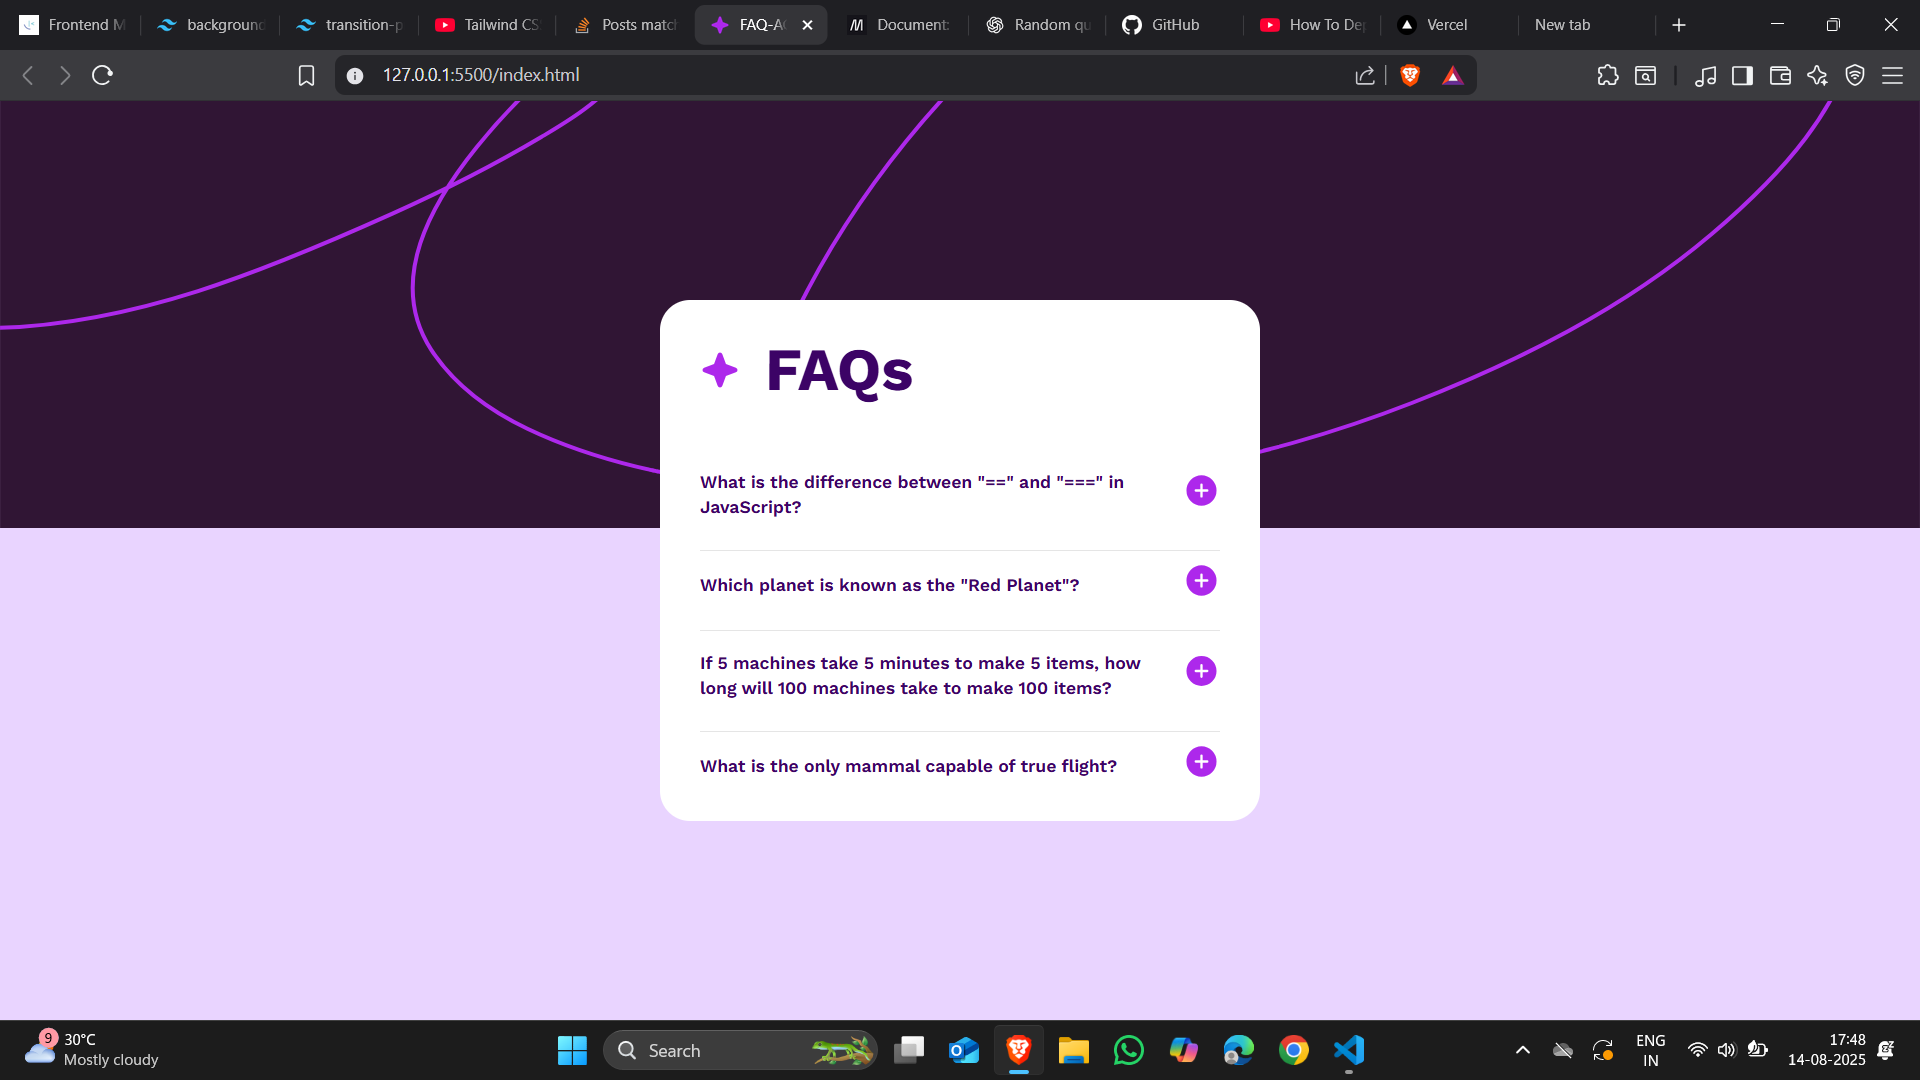 Frontend M
background
transition-p
Tailwind CS
Posts match
FAQ-A
Document:
Random qu
GitHub
How To Dep
Vercel
New tab
127.0.0.1:5500/index.html
FAQs
What is the difference between "==" and "===" in
JavaScript?
Which planet is known as the "Red Planet"?
If 5 machines take 5 minutes to make 5 items, how
long will 100 machines take to make 100 items?
What is the only mammal capable of true flight?
9
30°C
Mostly cloudy
Search
ENG
IN
17:48
14-08-2025